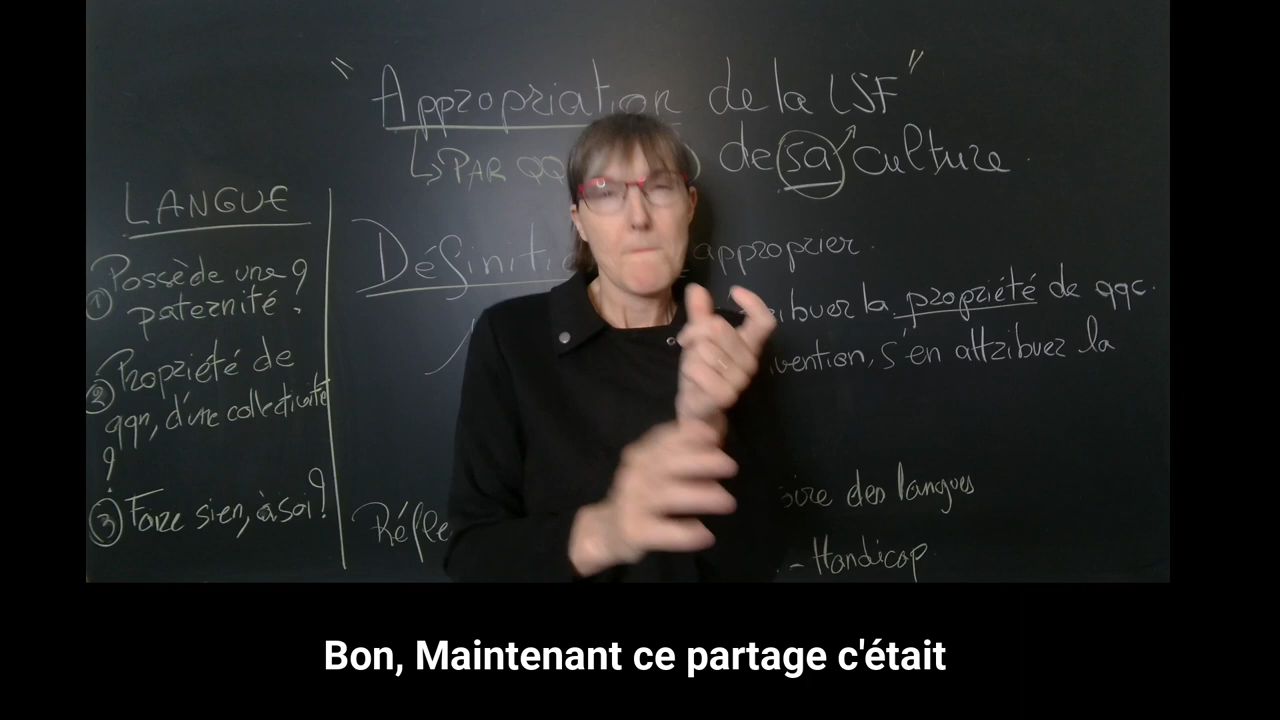 " Appropriation de la LSF "
↳ PAR QQ ) de sa culture.
LANGUE
① Possède une paternité ?
② Propriété de qqn, d'une collectivité ?
③ Faire sien, à soi ?
Définiti approprier.
ibuer la propriété de qqc.
vention, s'en attribuer la
Réfle oire des langues
- Handicap.
Bon, Maintenant ce partage c'était